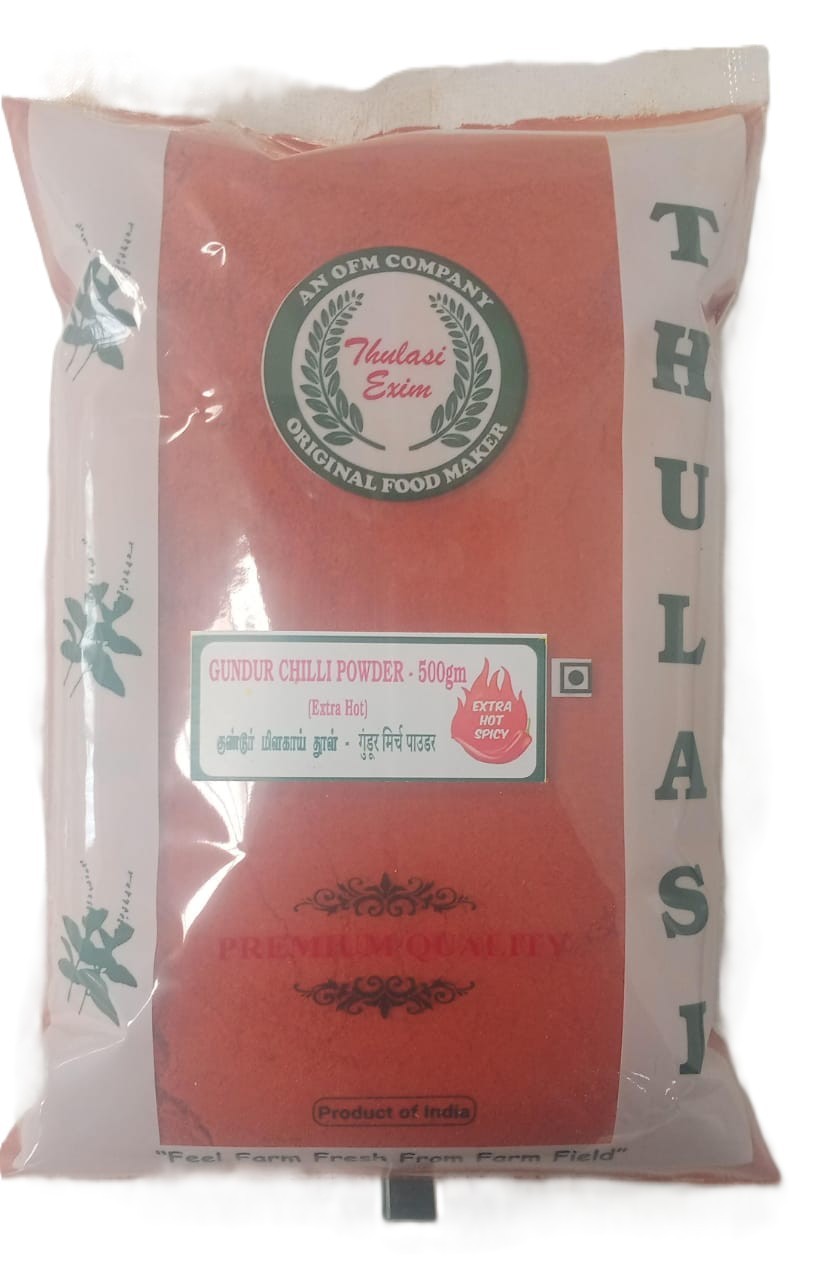 AN OFM COMPANY
Thulasi
Exim
ORIGINAL FOOD MAKER
THULASI
GUNDUR CHILLI POWDER - 500gm
(Extra Hot)
குண்டூர் மிளகாய் தூள் - गुंडूर मिर्च पाउडर
EXTRA
HOT
SPICY
PREMIUM QUALITY
Product of India
"Feel Farm Fresh From Farm Field"